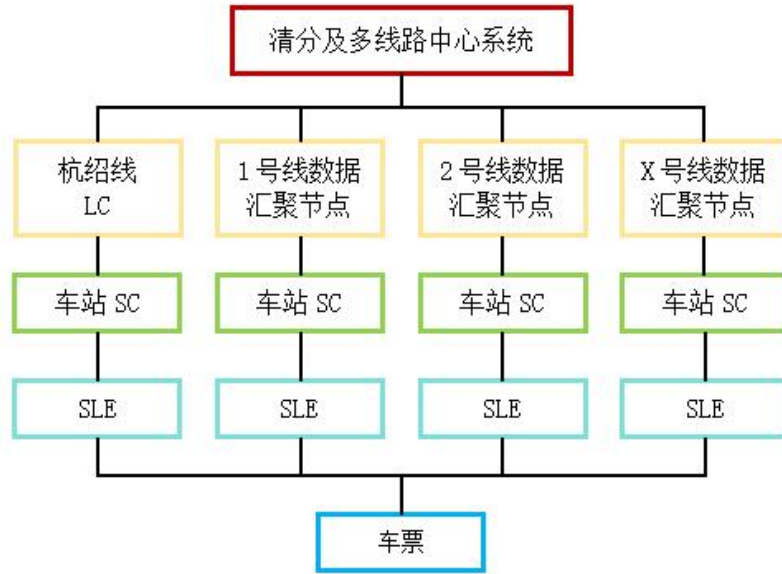 清分及多线路中心系统
杭绍线
LC
1号线数据
汇聚节点
2号线数据
汇聚节点
X号线数据
汇聚节点
车站 SC
车站 SC
车站 SC
车站 SC
SLE
SLE
SLE
SLE
车票